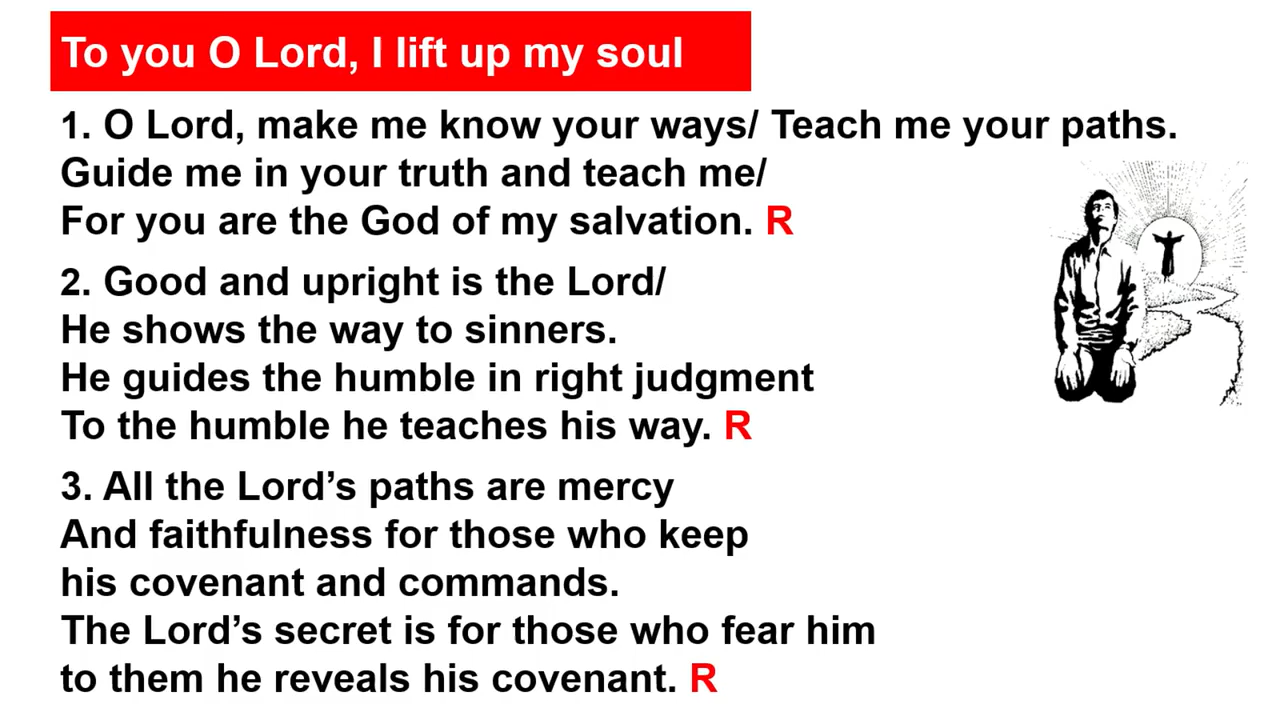 To you O Lord, I lift up my soul
1. O Lord, make me know your ways/ Teach me your paths.
Guide me in your truth and teach me/
For you are the God of my salvation. R
2. Good and upright is the Lord/
He shows the way to sinners.
He guides the humble in right judgment
To the humble he teaches his way. R
3. All the Lord’s paths are mercy
And faithfulness for those who keep
his covenant and commands.
The Lord’s secret is for those who fear him
to them he reveals his covenant. R